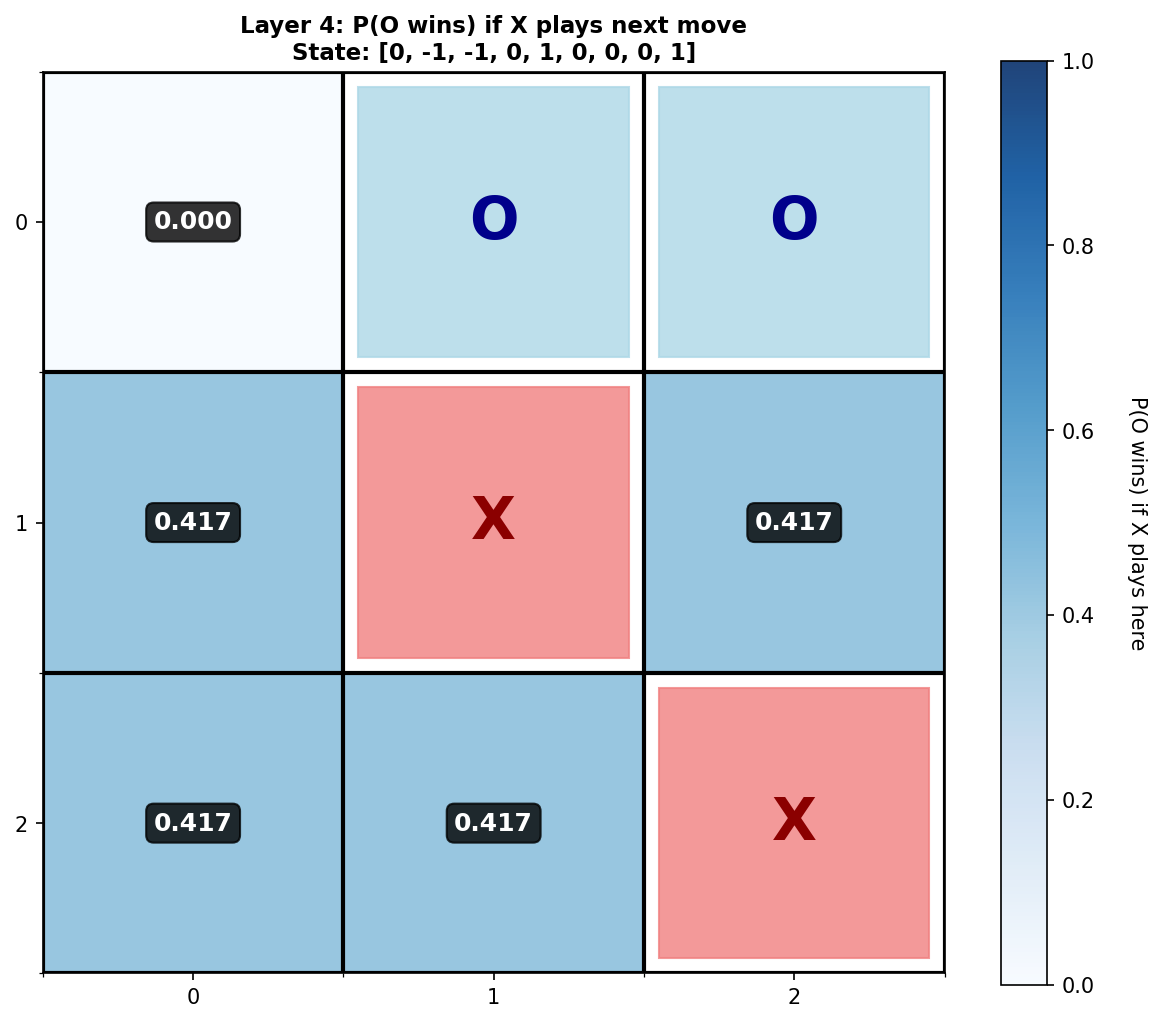 Layer 4: P(O wins) if X plays next move
State: [0, -1, -1, 0, 1, 0, 0, 0, 1]
0
0.000
O
O
1
0.417
X
0.417
2
0.417
0.417
X
0
1
2
1.0
0.8
0.6
0.4
0.2
0.0
P(O wins) if X plays here